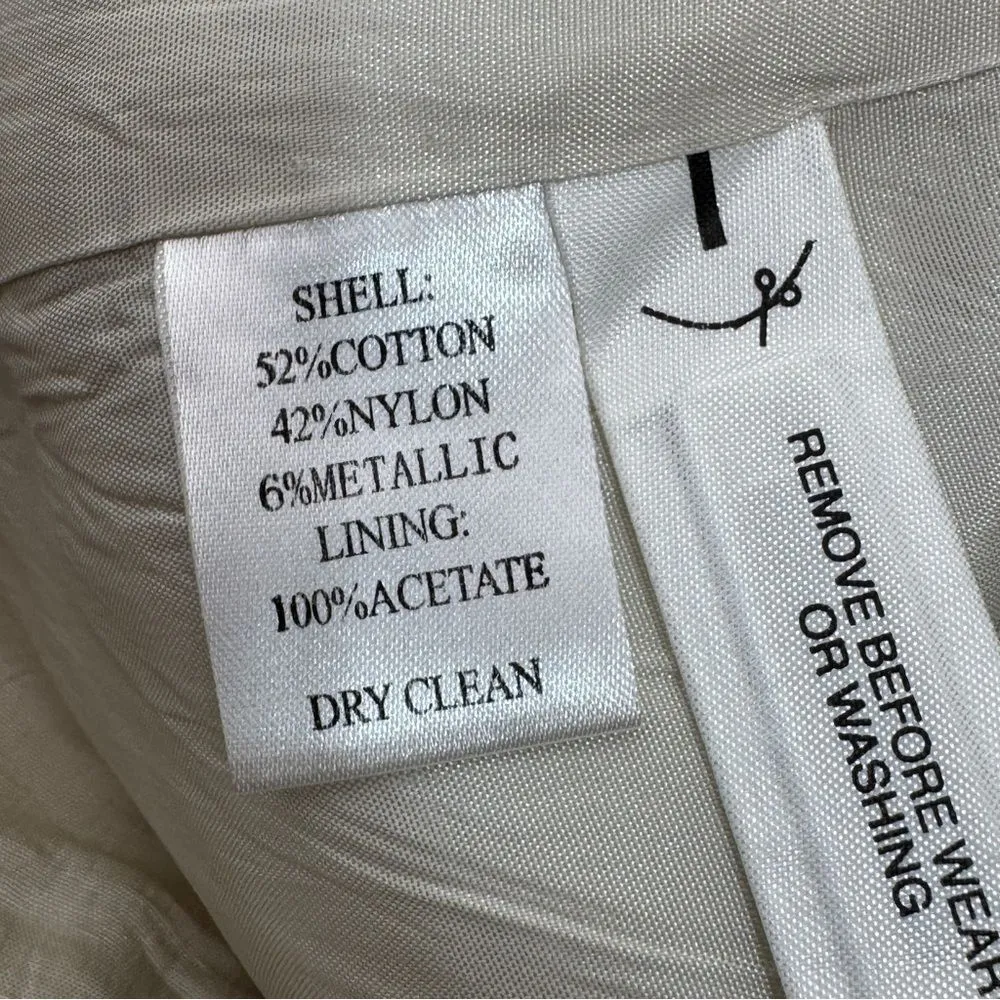 SHELL:
52%COTTON
42%NYLON
6%METALLIC
LINING:
100%ACETATE
DRY CLEAN
REMOVE BEFORE WEAR
OR WASHING